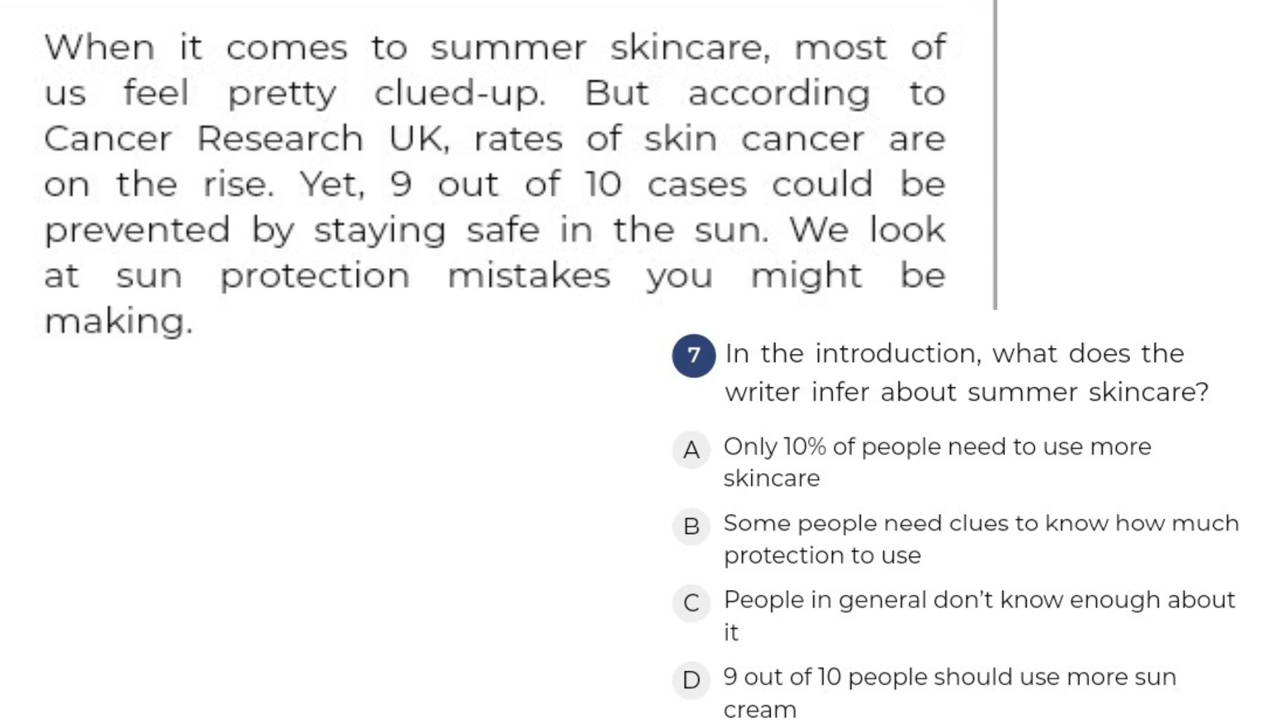 When it comes to summer skincare, most of
us feel pretty clued-up. But according to
Cancer Research UK, rates of skin cancer are
on the rise. Yet, 9 out of 10 cases could be
prevented by staying safe in the sun. We look
at sun protection mistakes you might be
making.
7 In the introduction, what does the
writer infer about summer skincare?
A Only 10% of people need to use more
skincare
B Some people need clues to know how much
protection to use
C People in general don't know enough about
it
D 9 out of 10 people should use more sun
cream